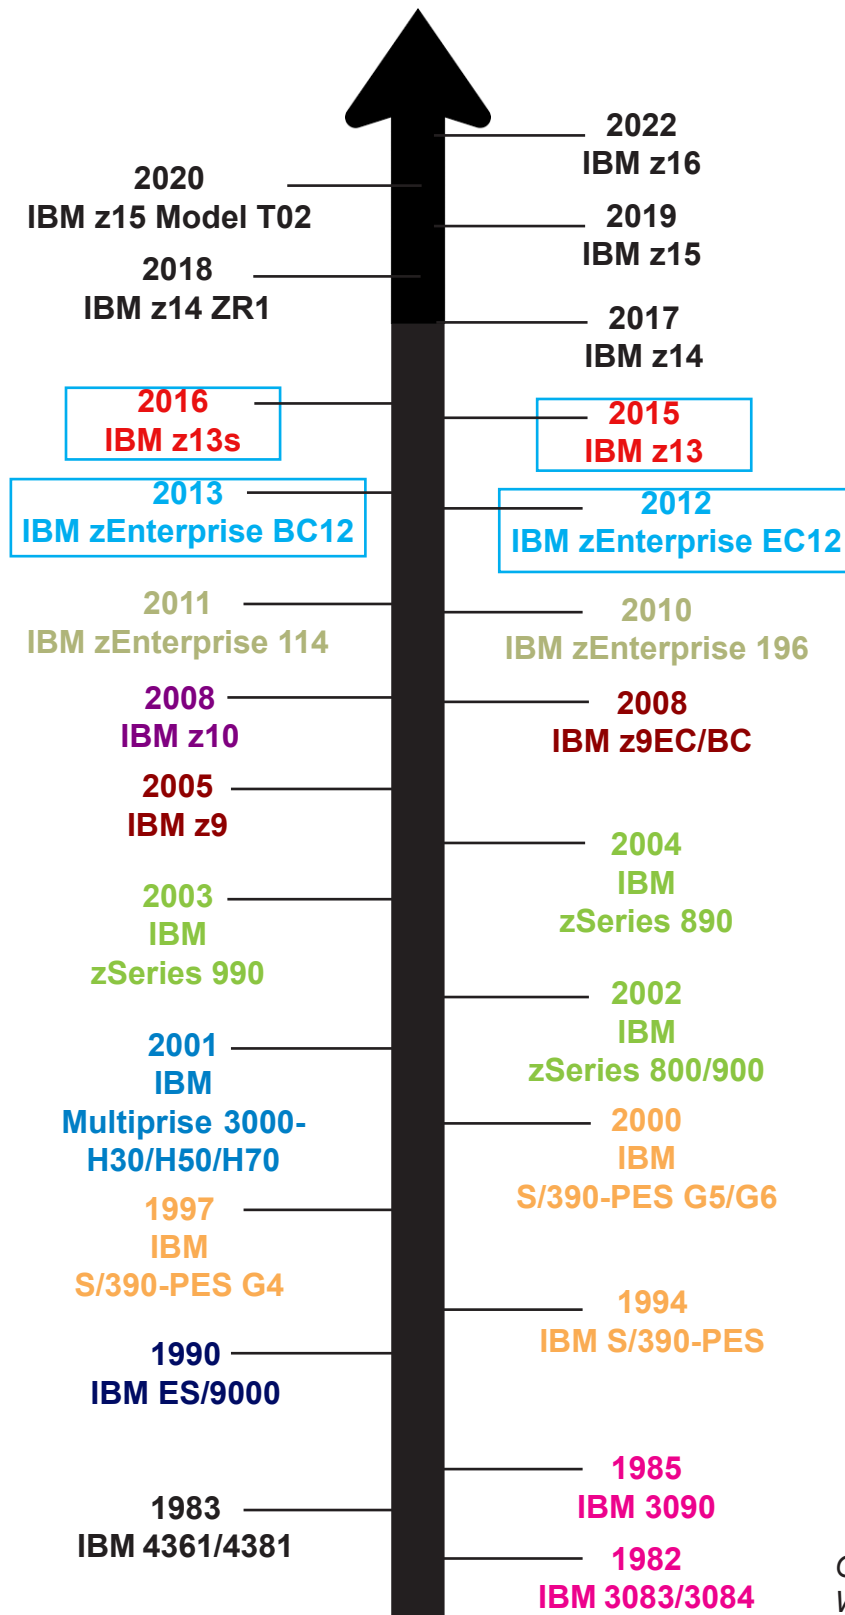 2022
IBM z16
2020
IBM z15 Model T02
2019
IBM z15
2018
IBM z14 ZR1
2017
IBM z14
2016
IBM z13s
2015
IBM z13
2013
IBM zEnterprise BC12
2012
IBM zEnterprise EC12
2011
IBM zEnterprise 114
2010
IBM zEnterprise 196
2008
IBM z10
2008
IBM z9EC/BC
2005
IBM z9
2004
IBM
zSeries 890
2003
IBM
zSeries 990
2002
IBM
zSeries 800/900
2001
IBM
Multiprise 3000-
H30/H50/H70
2000
IBM
S/390-PES G5/G6
1997
IBM
S/390-PES G4
1994
IBM S/390-PES
1990
IBM ES/9000
1985
IBM 3090
1983
IBM 4361/4381
1982
IBM 3083/3084